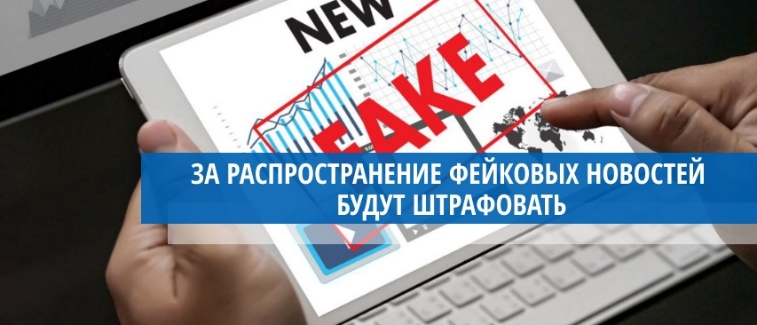 NEW
FAKE
ЗА РАСПРОСТРАНЕНИЕ ФЕЙКОВЫХ НОВОСТЕЙ
БУДУТ ШТРАФОВАТЬ